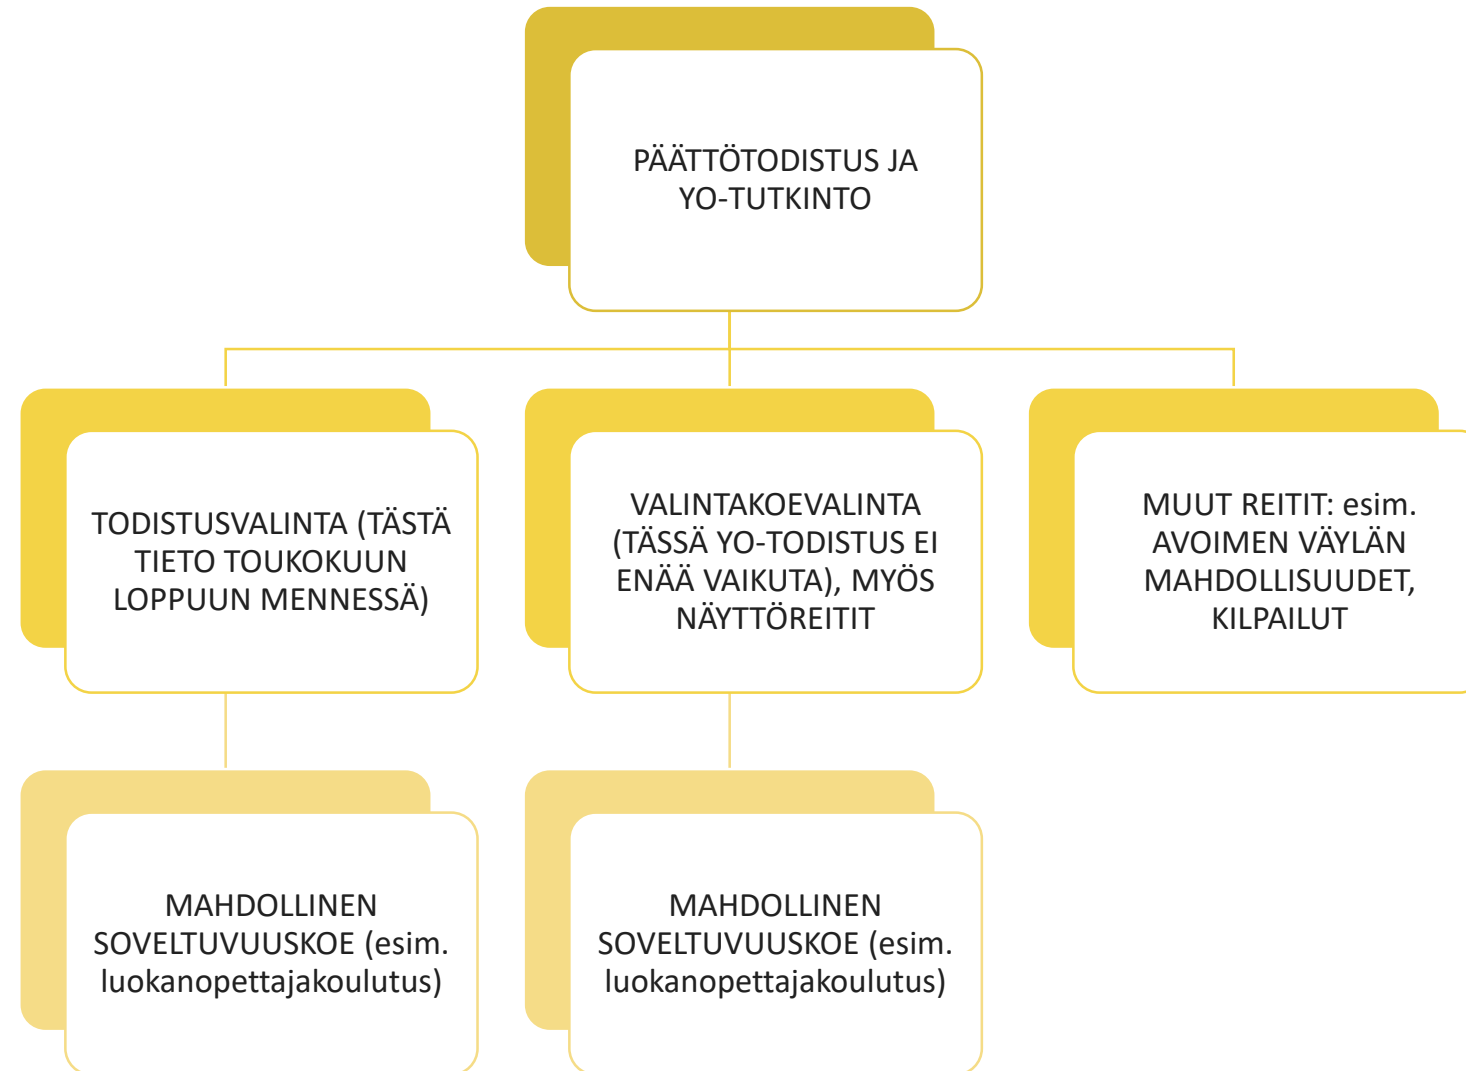 PÄÄTTÖTODISTUS JA
YO-TUTKINTO
TODISTUSVALINTA (TÄSTÄ
TIETO TOUKOKUUN
LOPPUUN MENNESSÄ)
VALINTAKOEVALINTA
(TÄSSÄ YO-TODISTUS EI
ENÄÄ VAIKUTA), MYÖS
NÄYTTÖREITIT
MUUT REITIT: esim.
AVOIMEN VÄYLÄN
MAHDOLLISUUDET,
KILPAILUT
MAHDOLLINEN
SOVELTUVUUSKOE (esim.
luokanopettajakoulutus)
MAHDOLLINEN
SOVELTUVUUSKOE (esim.
luokanopettajakoulutus)